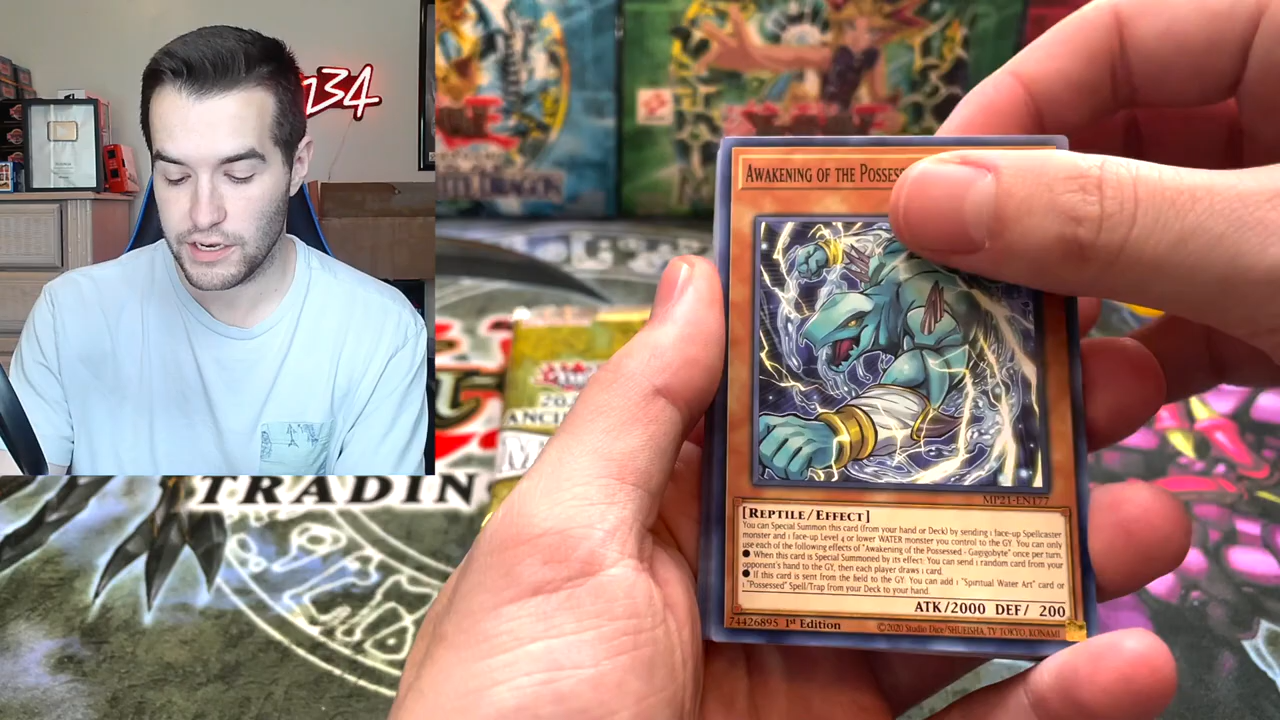 234
AWAKENING OF THE POSSESS
MP21-EN177
[REPTILE/EFFECT]
You can Special Summon this card (from your hand or Deck) by sending 1 face-up Spellcaster
monster and 1 face-up Level 4 or lower WATER monster you control to the GY. You can only
use each of the following effects of "Awakening of the Possessed - Gagigobyte" once per turn.
● When this card is Special Summoned by its effect: You can send 1 random card from your
opponent's hand to the GY, then each player draws 1 card.
● If this card is sent from the field to the GY: You can add 1 "Spiritual Water Art" card or
1 "Possessed" Spell/Trap from your Deck to your hand.
ATK/2000 DEF/ 200
74426895 1st Edition ©2020 Studio Dice/SHUEISHA, TV TOKYO, KONAMI
ANCI
TRADIN
DRAGON